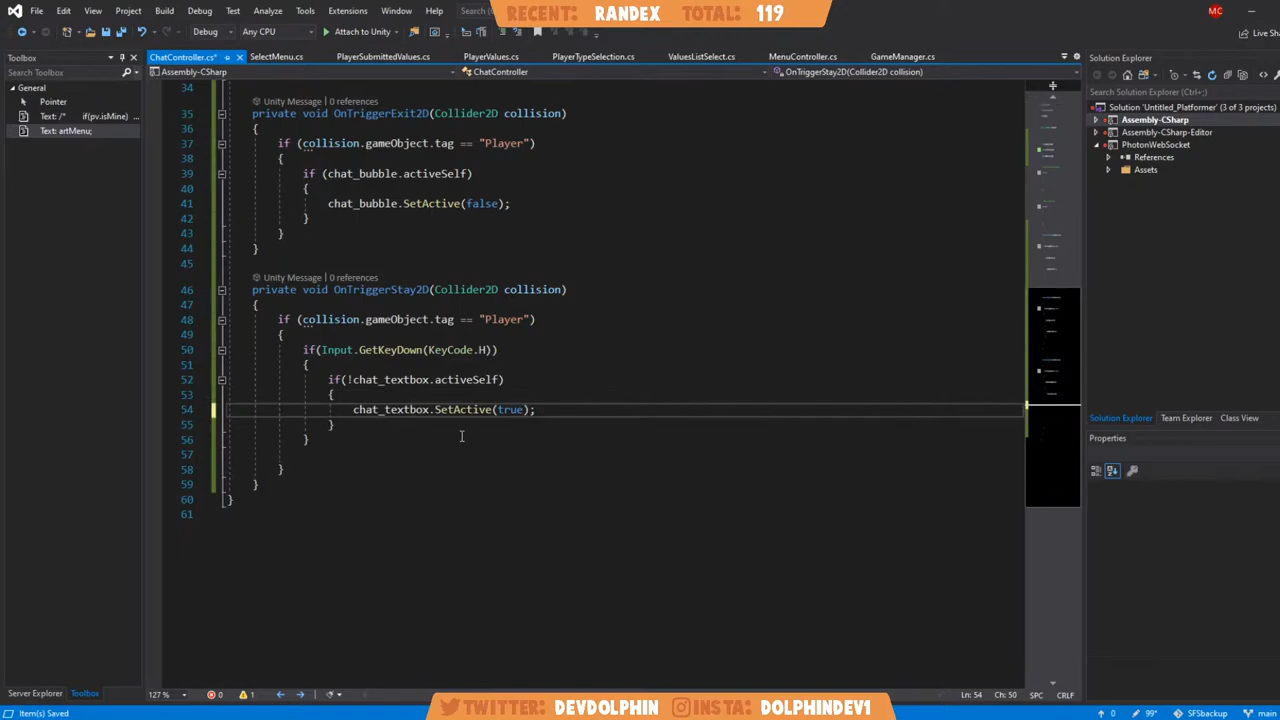 RECENT: RANDEX TOTAL: 119
File Edit View Project Build Debug Test Analyze Tools Extensions Window Help Search
MC
Debug Any CPU Attach to Unity
Live Sha
Toolbox
ChatController.cs* SelectMenu.cs PlayerSubmittedValues.cs PlayerValues.cs PlayerTypeSelection.cs ValuesListSelect.cs MenuController.cs GameManager.cs
Solution Explorer
Search Toolbox
Assembly-CSharp ChatController OnTriggerStay2D(Collider2D collision)
General
Pointer
Text: /* if(pv.isMine) ...
Text: artMenu;
Search Solution Explorer (Ctrl+;)
Solution 'Untitled_Platformer' (3 of 3 projects)
Assembly-CSharp
Assembly-CSharp-Editor
PhotonWebSocket
References
Assets
34
Unity Message | 0 references
35 private void OnTriggerExit2D(Collider2D collision)
36 {
37 if (collision.gameObject.tag == "Player")
38 {
39 if (chat_bubble.activeSelf)
40 {
41 chat_bubble.SetActive(false);
42 }
43 }
44 }
45
Unity Message | 0 references
46 private void OnTriggerStay2D(Collider2D collision)
47 {
48 if (collision.gameObject.tag == "Player")
49 {
50 if(Input.GetKeyDown(KeyCode.H))
51 {
52 if(!chat_textbox.activeSelf)
53 {
54 chat_textbox.SetActive(true);
55 }
56 }
57
58 }
59 }
60 }
61
Solution Explorer Team Explorer Class View
Properties
Server Explorer Toolbox
127 % 0 1
Ln: 54 Ch: 50 SPC CRLF
TWITTER: DEVDOLPHIN INSTA: DOLPHINDEV1
Item(s) Saved
0 99* SFSbackup main